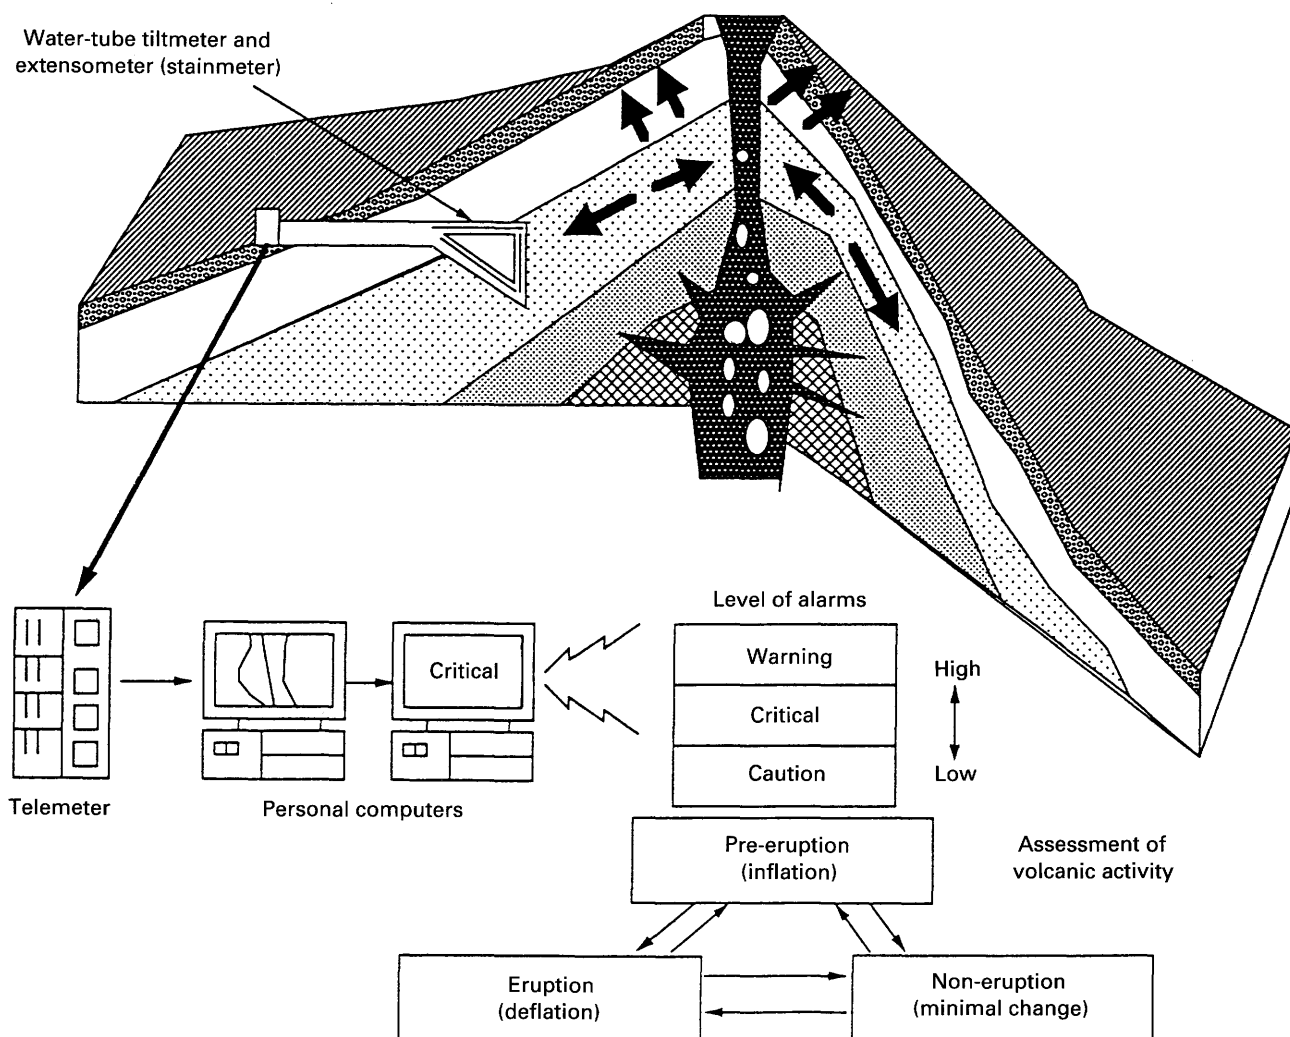 Water-tube tiltmeter and
extensometer (stainmeter)
Level of alarms
Warning
Critical
Critical
Caution
High
Low
Telemeter
Personal computers
Pre-eruption
(inflation)
Assessment of
volcanic activity
Eruption
(deflation)
Non-eruption
(minimal change)